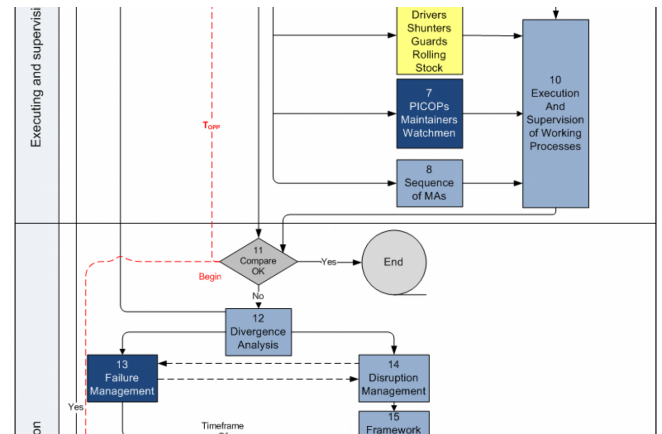 Executing and supervisi
Drivers
Shunters
Guards
Rolling
Stock
7
PICOPs
Maintainers
Watchmen
8
Sequence
of MAs
10
Execution
And
Supervision
of Working
Processes
TOPP
11
Compare
OK
Yes
End
Begin
No
12
Divergence
Analysis
13
Failure
Management
14
Disruption
Management
Yes
15
Framework
Timeframe
on